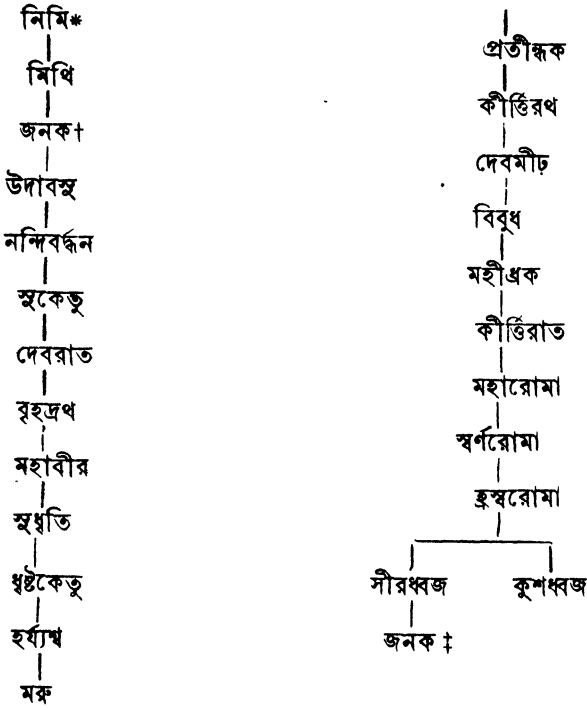 নিমি*
মিথি
জনক†
উদাবসু
নন্দিবর্দ্ধন
সুকেতু
দেবরাত
বৃহদ্রথ
মহাবীর
সুধৃতি
ধৃষ্টকেতু
হর্য্যশ্ব
মরু
প্রতীন্ধক
কীর্ত্তিরথ
দেবমীঢ়
বিবুধ
মহীধ্রক
কীর্ত্তিরাত
মহারোমা
স্বর্ণরোমা
হ্রস্বরোমা
সীরধ্বজ কুশধ্বজ
জনক ‡